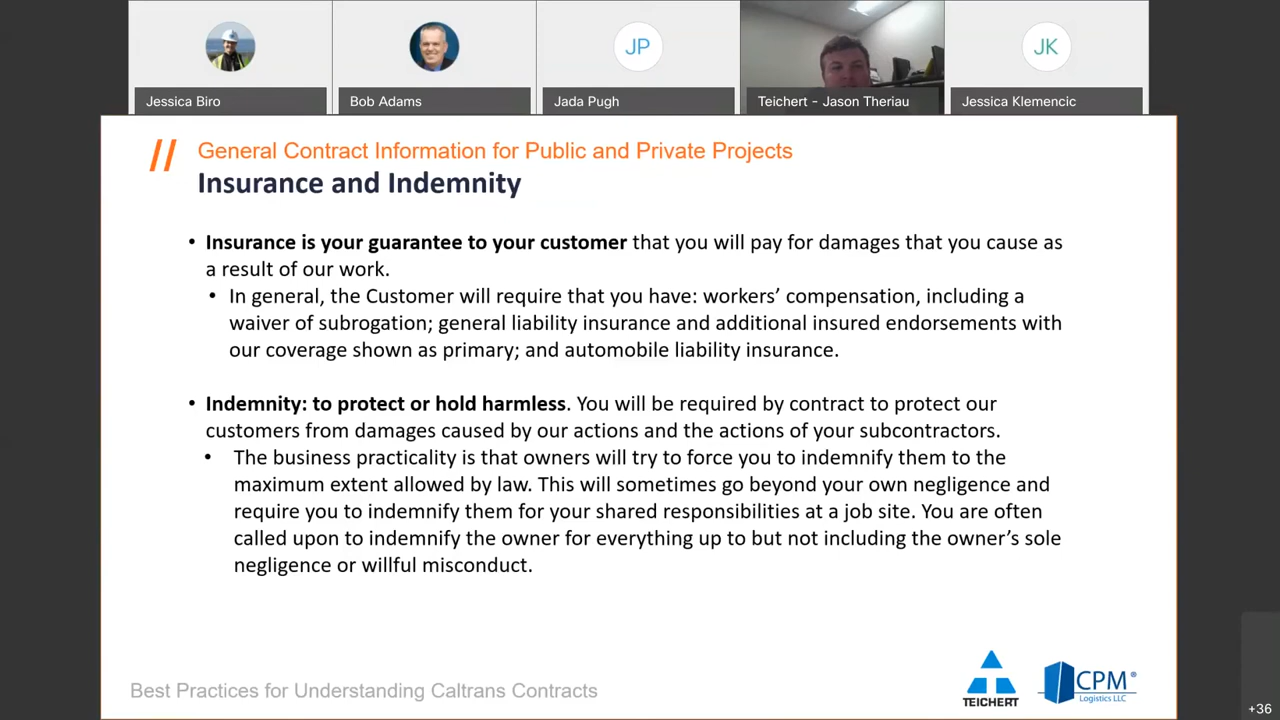 Jessica Biro
Bob Adams
JP
Jada Pugh
Teichert - Jason Theriau
JK
Jessica Klemencic
// General Contract Information for Public and Private Projects
Insurance and Indemnity
• Insurance is your guarantee to your customer that you will pay for damages that you cause as
a result of our work.
• In general, the Customer will require that you have: workers’ compensation, including a
waiver of subrogation; general liability insurance and additional insured endorsements with
our coverage shown as primary; and automobile liability insurance.
• Indemnity: to protect or hold harmless. You will be required by contract to protect our
customers from damages caused by our actions and the actions of your subcontractors.
• The business practicality is that owners will try to force you to indemnify them to the
maximum extent allowed by law. This will sometimes go beyond your own negligence and
require you to indemnify them for your shared responsibilities at a job site. You are often
called upon to indemnify the owner for everything up to but not including the owner’s sole
negligence or willful misconduct.
Best Practices for Understanding Caltrans Contracts
TEICHERT
CPM®
Logistics LLC
+36